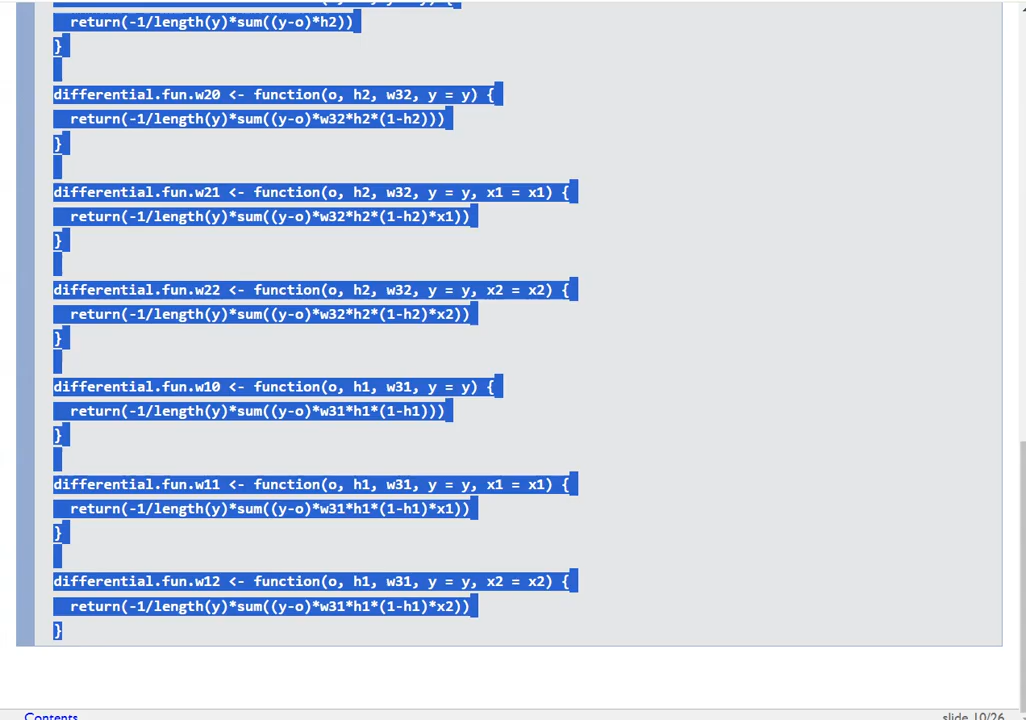 return(-1/length(y)*sum((y-o)*h2))
}
differential.fun.w20 <- function(o, h2, w32, y = y) {
return(-1/length(y)*sum((y-o)*w32*h2*(1-h2)))
}
differential.fun.w21 <- function(o, h2, w32, y = y, x1 = x1) {
return(-1/length(y)*sum((y-o)*w32*h2*(1-h2)*x1))
}
differential.fun.w22 <- function(o, h2, w32, y = y, x2 = x2) {
return(-1/length(y)*sum((y-o)*w32*h2*(1-h2)*x2))
}
differential.fun.w10 <- function(o, h1, w31, y = y) {
return(-1/length(y)*sum((y-o)*w31*h1*(1-h1)))
}
differential.fun.w11 <- function(o, h1, w31, y = y, x1 = x1) {
return(-1/length(y)*sum((y-o)*w31*h1*(1-h1)*x1))
}
differential.fun.w12 <- function(o, h1, w31, y = y, x2 = x2) {
return(-1/length(y)*sum((y-o)*w31*h1*(1-h1)*x2))
}
Contents
slide 10/26